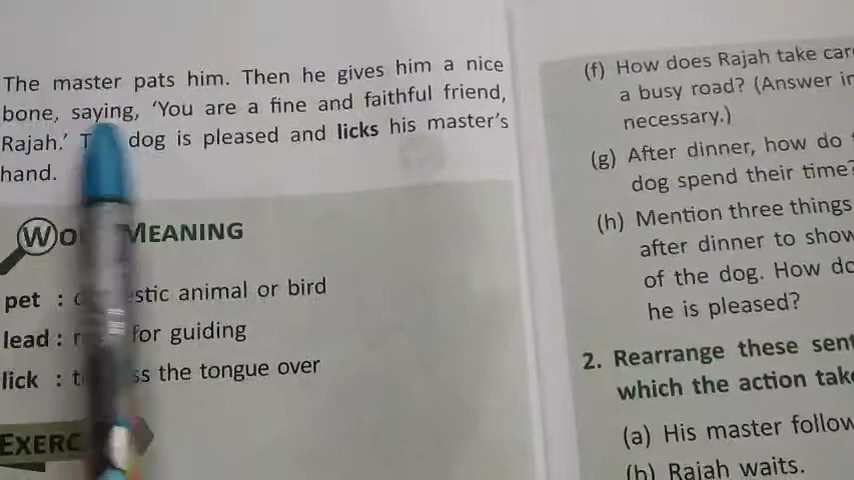 The master pats him. Then he gives him a nice
bone, saying, 'You are a fine and faithful friend,
Rajah.' dog is pleased and licks his master's
hand.
MEANING
pet : animal or bird
lead : for guiding
lick : the tongue over
(f) How does Rajah take
a busy road? (Answer in
necessary.)
(g) After dinner, how do
dog spend their time?
(h) Mention three things
after dinner to show
of the dog. How
he is pleased?
2. Rearrange these
which the action
(a) His master
(b) Rajah waits.